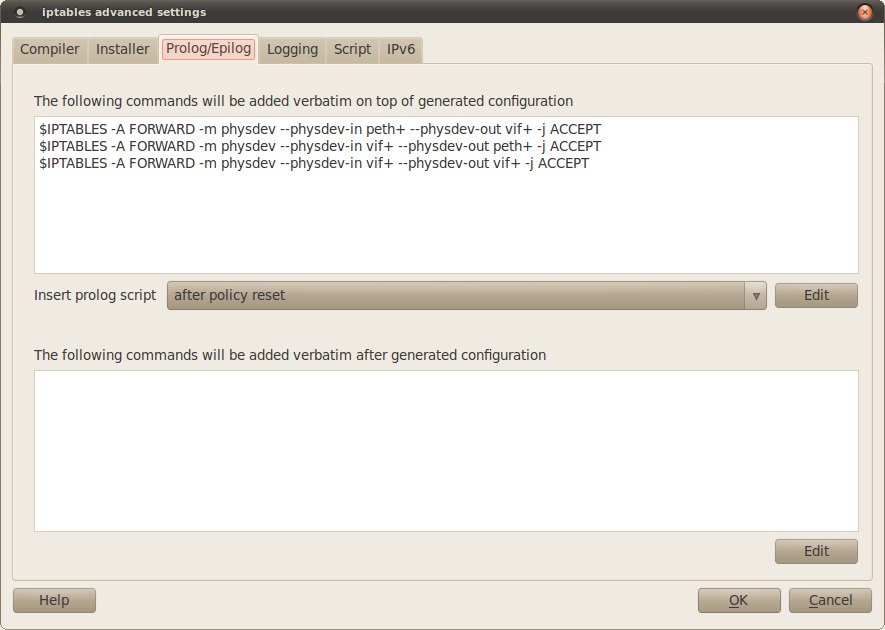 iptables advanced settings
Compiler Installer Prolog/Epilog Logging Script IPv6
The following commands will be added verbatim on top of generated configuration
$IPTABLES -A FORWARD -m physdev --physdev-in peth+ --physdev-out vif+ -j ACCEPT
$IPTABLES -A FORWARD -m physdev --physdev-in vif+ --physdev-out peth+ -j ACCEPT
$IPTABLES -A FORWARD -m physdev --physdev-in vif+ --physdev-out vif+ -j ACCEPT
Insert prolog script after policy reset Edit
The following commands will be added verbatim after generated configuration
Edit
Help OK Cancel